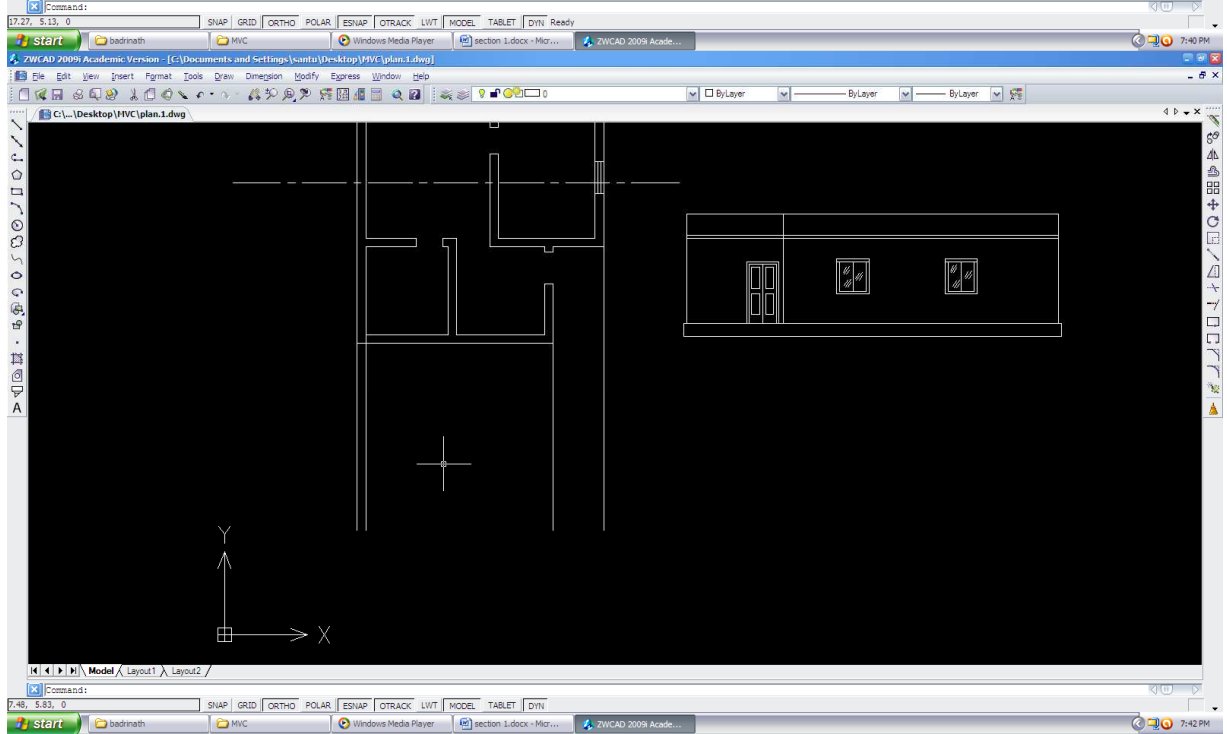 Command:
17.27, 5.13, 0 SNAP GRID ORTHO POLAR ESNAP OTRACK LWT MODEL TABLET DYN Ready
start badrinath MVC Windows Media Player section 1.docx - Micr... ZWCAD 2009i Acade... 7:40 PM
ZWCAD 2009i Academic Version - [C:\Documents and Settings\santu\Desktop\MVC\plan.1.dwg]
File Edit View Insert Format Tools Draw Dimension Modify Express Window Help
0 ByLayer ByLayer ByLayer
C:\...\Desktop\MVC\plan.1.dwg
A
Y
X
Model Layout1 Layout2
Command:
7.48, 5.83, 0 SNAP GRID ORTHO POLAR ESNAP OTRACK LWT MODEL TABLET DYN
start badrinath MVC Windows Media Player section 1.docx - Micr... ZWCAD 2009i Acade... 7:42 PM